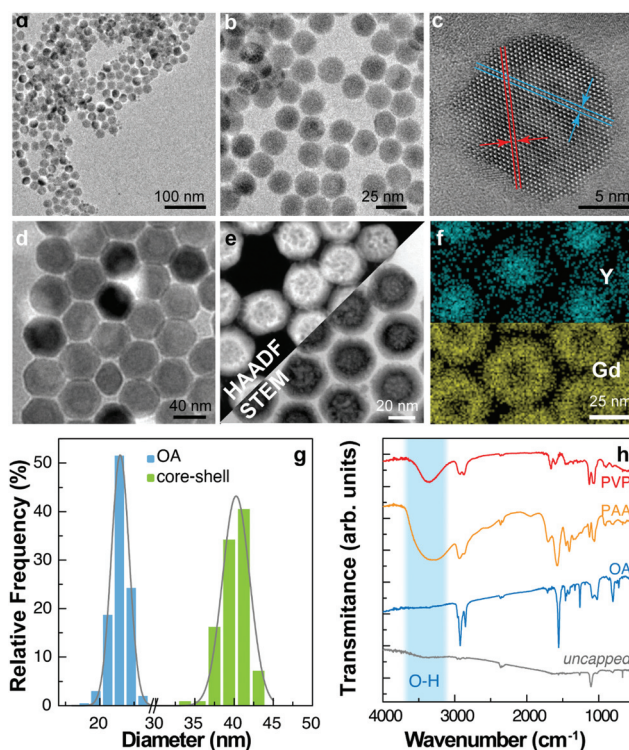 a
100 nm
b
25 nm
c
5 nm
d
40 nm
e
HAADF
STEM
20 nm
f
Y
Gd
25 nm
g
OA
core-shell
Relative Frequency (%)
50
40
30
20
10
0
20 30 35 40 45 50
Diameter (nm)
h
PVP
PAA
OA
uncapped
O-H
Transmitance (arb. units)
4000 3000 2000 1000
Wavenumber (cm⁻¹)